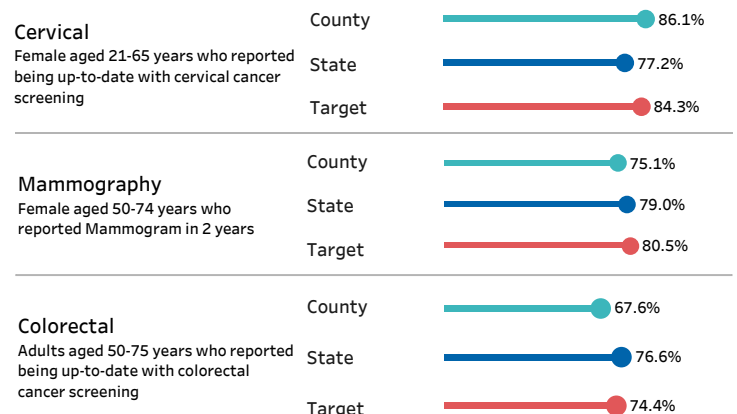 Cervical
Female aged 21-65 years who reported
being up-to-date with cervical cancer
screening
County
86.1%
State
77.2%
Target
84.3%
Mammography
Female aged 50-74 years who
reported Mammogram in 2 years
County
75.1%
State
79.0%
Target
80.5%
Colorectal
Adults aged 50-75 years who reported
being up-to-date with colorectal
cancer screening
County
67.6%
State
76.6%
Target
74.4%